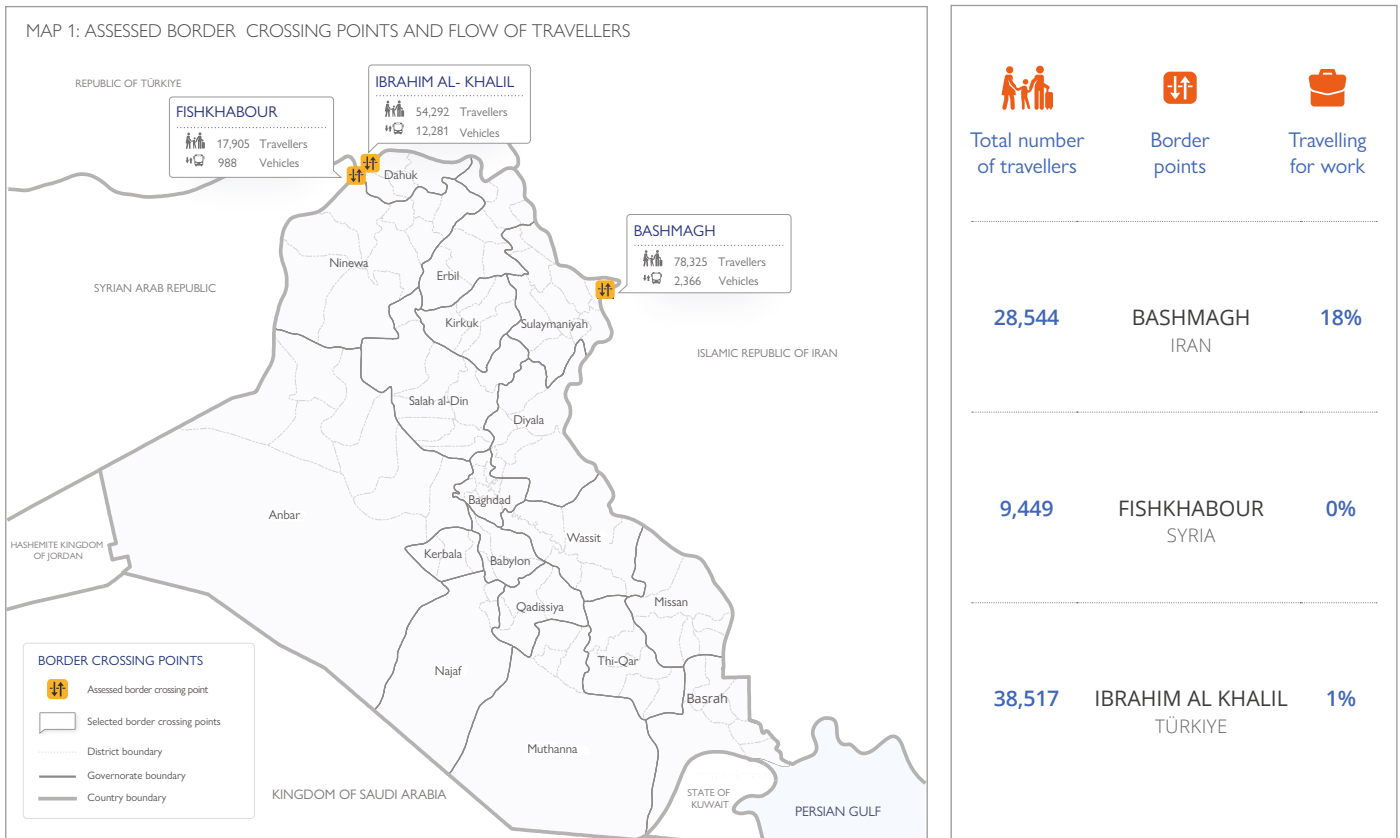 MAP 1: ASSESSED BORDER CROSSING POINTS AND FLOW OF TRAVELLERS
REPUBLIC OF TÜRKIYE
IBRAHIM AL- KHALIL
54,292 Travellers
12,281 Vehicles
FISHKHABOUR
17,905 Travellers
988 Vehicles
Dahuk
BASHMAGH
78,325 Travellers
2,366 Vehicles
Ninewa
Erbil
SYRIAN ARAB REPUBLIC
Kirkuk
Sulaymaniyah
ISLAMIC REPUBLIC OF IRAN
Salah al-Din
Diyala
Baghdad
Anbar
Wassit
HASHEMITE KINGDOM
OF JORDAN
Kerbala
Babylon
Qadissiya
Missan
Najaf
Thi-Qar
Basrah
Muthanna
BORDER CROSSING POINTS
Assessed border crossing point
Selected border crossing points
District boundary
Governorate boundary
Country boundary
KINGDOM OF SAUDI ARABIA
STATE OF
KUWAIT
PERSIAN GULF
Total number
of travellers
Border
points
Travelling
for work
28,544 BASHMAGH 18%
IRAN
9,449 FISHKHABOUR 0%
SYRIA
38,517 IBRAHIM AL KHALIL 1%
TÜRKIYE